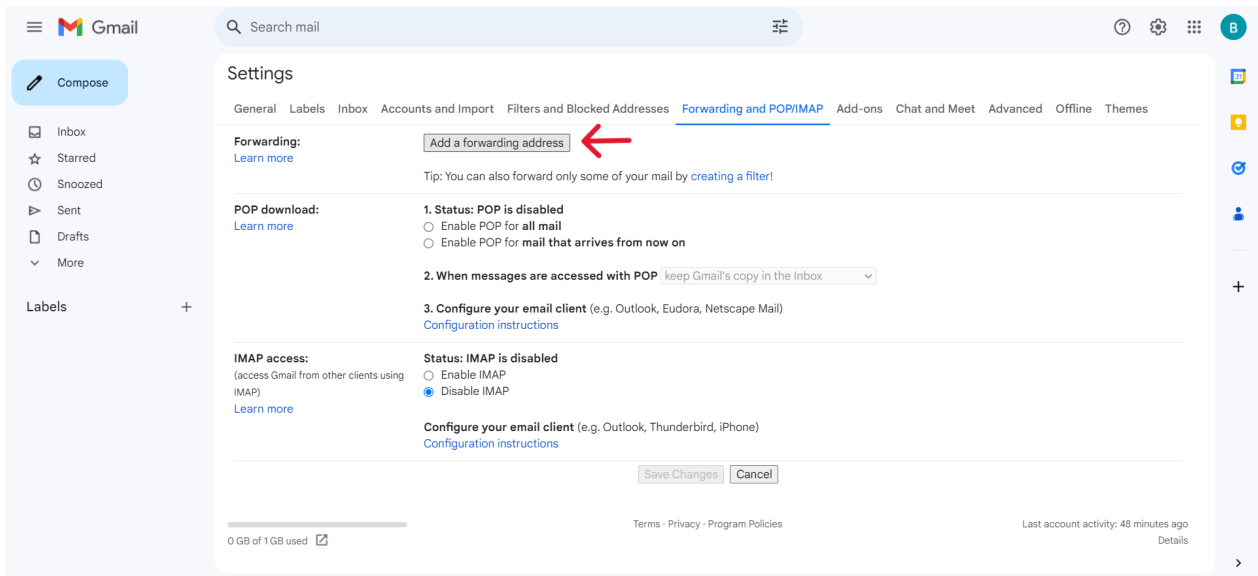 Gmail
Search mail
B
Compose
Inbox
Starred
Snoozed
Sent
Drafts
More
Labels
Settings
General Labels Inbox Accounts and Import Filters and Blocked Addresses Forwarding and POP/IMAP Add-ons Chat and Meet Advanced Offline Themes
Forwarding:
Learn more
Add a forwarding address
Tip: You can also forward only some of your mail by creating a filter!
POP download:
Learn more
1. Status: POP is disabled
Enable POP for all mail
Enable POP for mail that arrives from now on
2. When messages are accessed with POP keep Gmail's copy in the Inbox
3. Configure your email client (e.g. Outlook, Eudora, Netscape Mail)
Configuration instructions
IMAP access:
(access Gmail from other clients using
IMAP)
Learn more
Status: IMAP is disabled
Enable IMAP
Disable IMAP
Configure your email client (e.g. Outlook, Thunderbird, iPhone)
Configuration instructions
Save Changes Cancel
0 GB of 1 GB used
Terms · Privacy · Program Policies
Last account activity: 48 minutes ago
Details
31